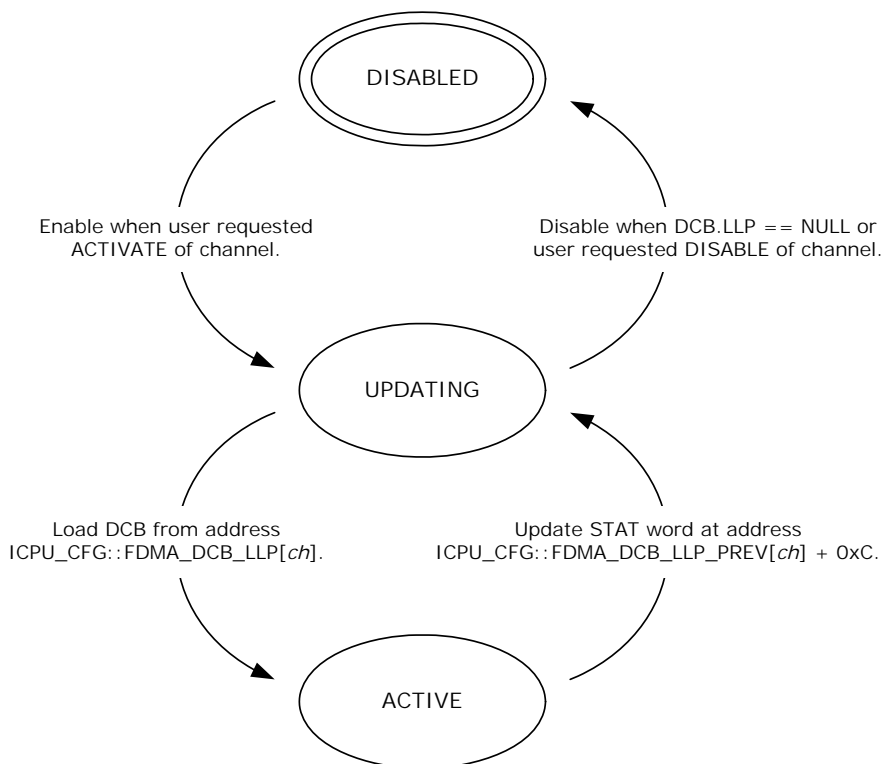 DISABLED
Enable when user requested
ACTIVATE of channel.
Disable when DCB.LLP == NULL or
user requested DISABLE of channel.
UPDATING
Load DCB from address
ICPU_CFG::FDMA_DCB_LLP[ch].
Update STAT word at address
ICPU_CFG::FDMA_DCB_LLP_PREV[ch] + 0xC.
ACTIVE